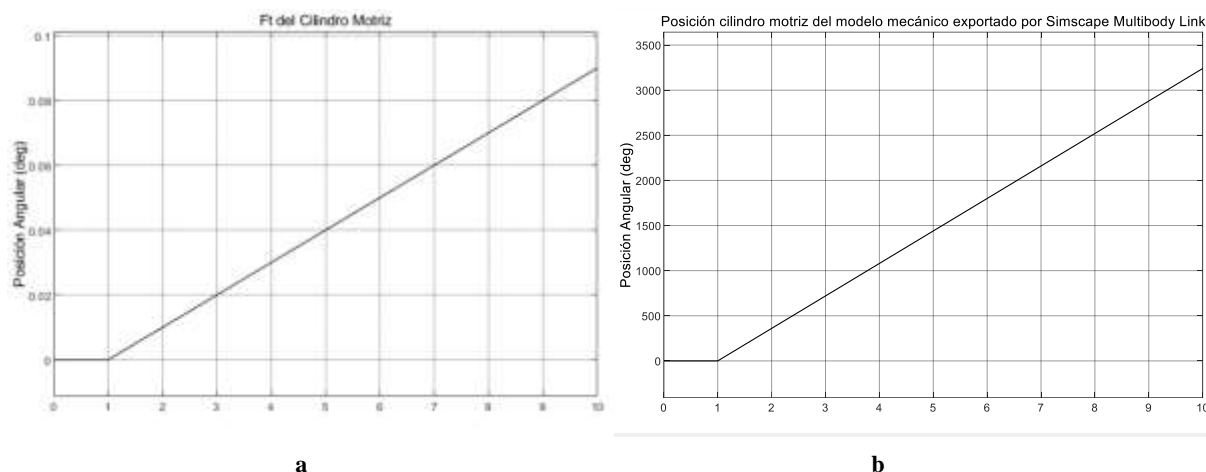 Ft del Cilindro Motriz
Posición Angular (deg)
0.1
0.08
0.06
0.04
0.02
0
0 1 2 3 4 5 6 7 8 9 10
a
Posición cilindro motriz del modelo mecánico exportado por Simscape Multibody Link
Posición Angular (deg)
3500
3000
2500
2000
1500
1000
500
0
0 1 2 3 4 5 6 7 8 9 10
b